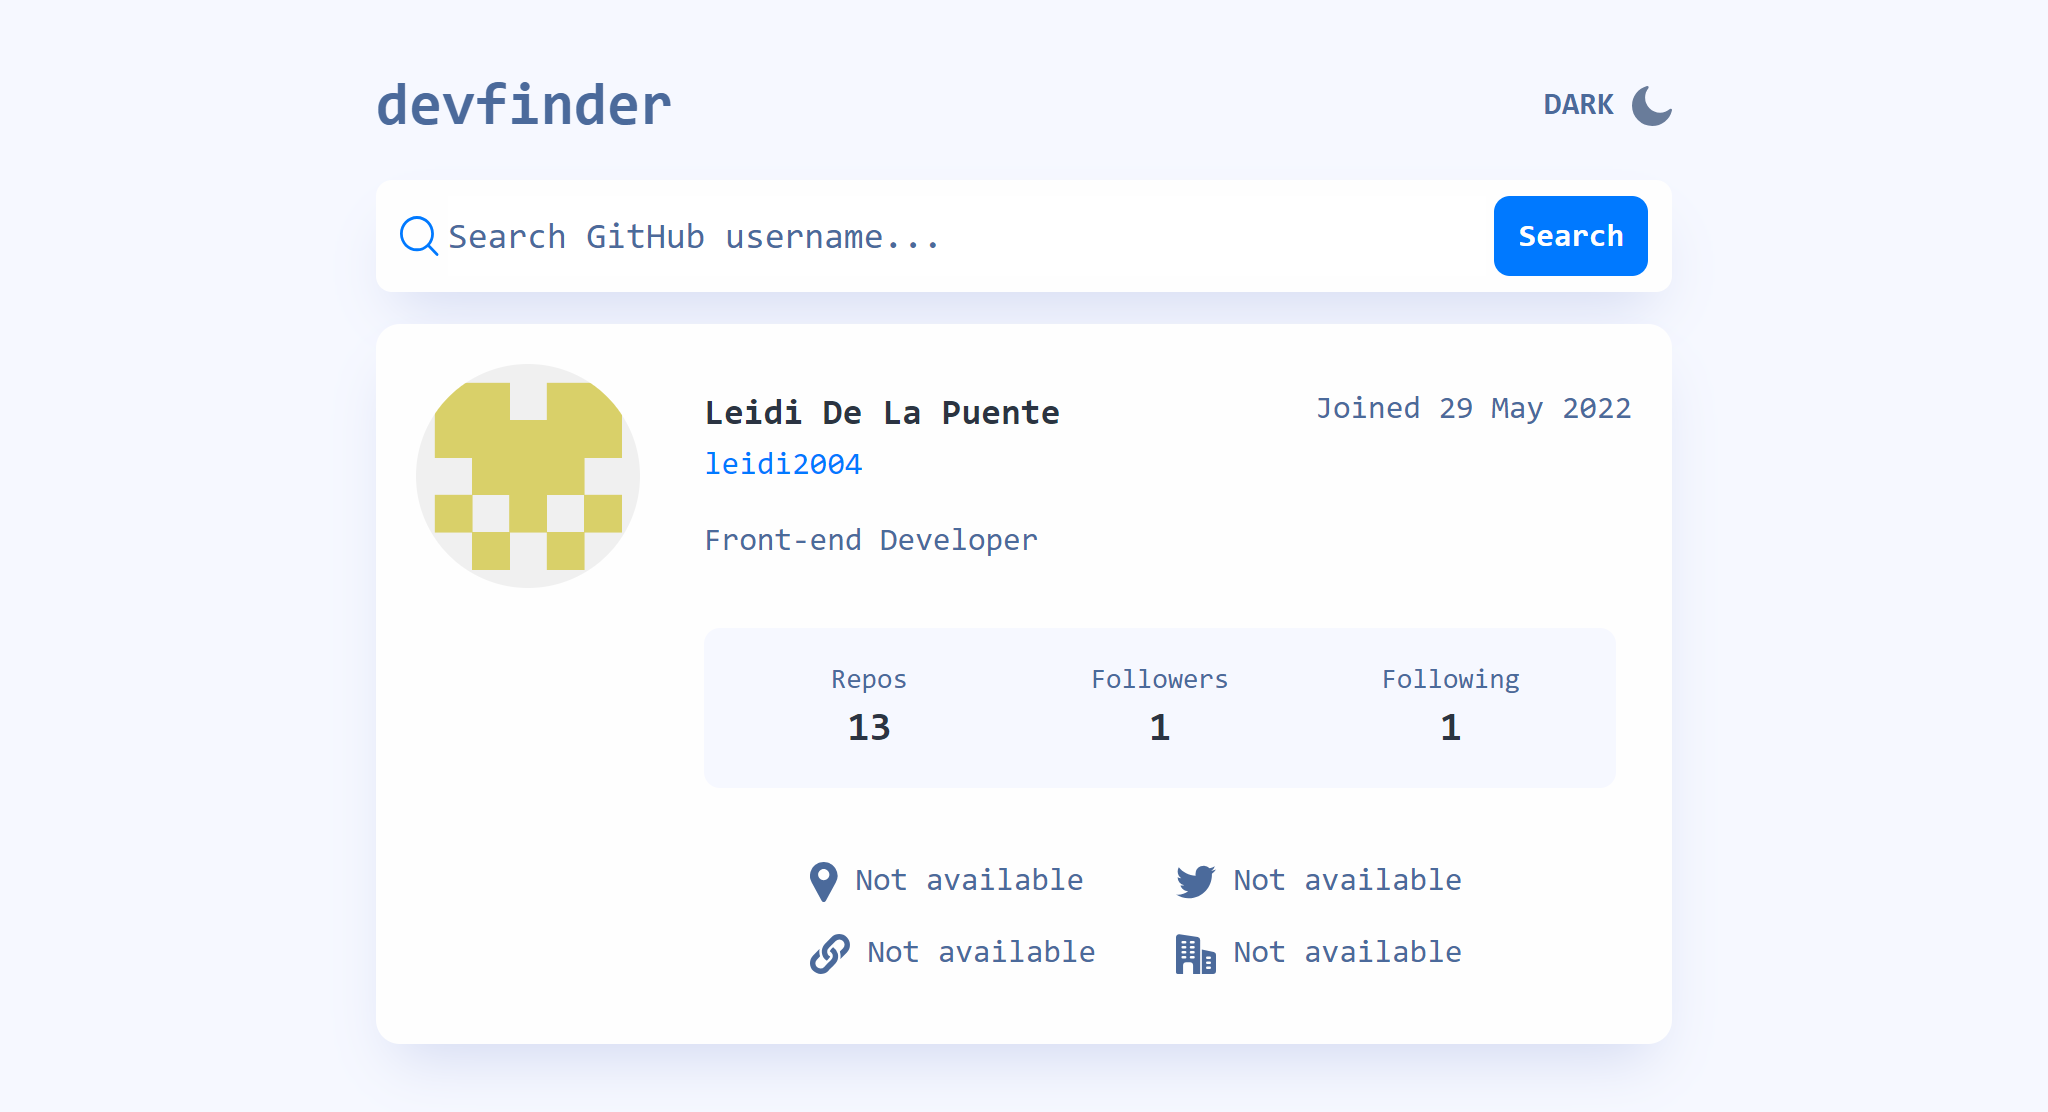 devfinder
DARK
Search GitHub username...
Search
Leidi De La Puente
Joined 29 May 2022
leidi2004
Front-end Developer
Repos
Followers
Following
13
1
1
Not available
Not available
Not available
Not available